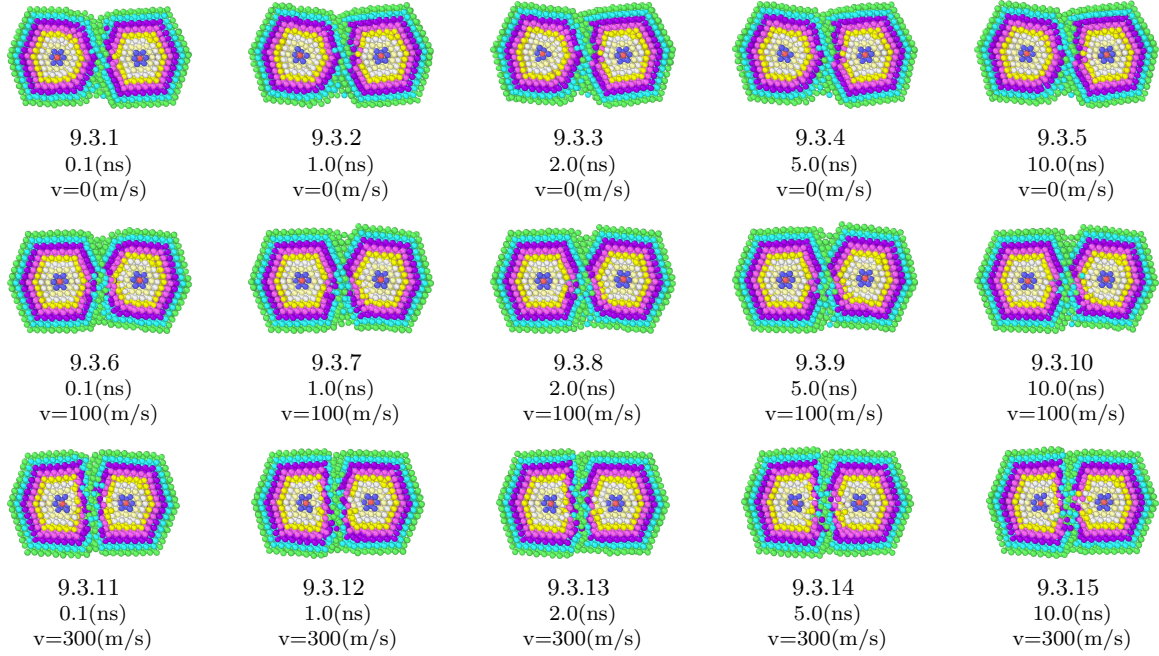 9.3.1 9.3.2 9.3.3 9.3.4 9.3.5
0.1(ns) 1.0(ns) 2.0(ns) 5.0(ns) 10.0(ns)
v=0(m/s) v=0(m/s) v=0(m/s) v=0(m/s) v=0(m/s)
9.3.6 9.3.7 9.3.8 9.3.9 9.3.10
0.1(ns) 1.0(ns) 2.0(ns) 5.0(ns) 10.0(ns)
v=100(m/s) v=100(m/s) v=100(m/s) v=100(m/s) v=100(m/s)
9.3.11 9.3.12 9.3.13 9.3.14 9.3.15
0.1(ns) 1.0(ns) 2.0(ns) 5.0(ns) 10.0(ns)
v=300(m/s) v=300(m/s) v=300(m/s) v=300(m/s) v=300(m/s)